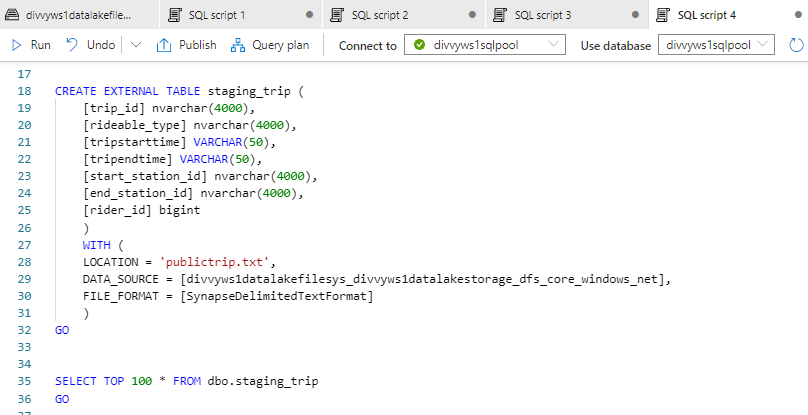 divvyws1datalakefile...
SQL script 1
SQL script 2
SQL script 3
SQL script 4
Run
Undo
Publish
Query plan
Connect to
divvyws1sqlpool
Use database
divvyws1sqlpool
17
18 CREATE EXTERNAL TABLE staging_trip (
19 [trip_id] nvarchar(4000),
20 [rideable_type] nvarchar(4000),
21 [tripstarttime] VARCHAR(50),
22 [tripendtime] VARCHAR(50),
23 [start_station_id] nvarchar(4000),
24 [end_station_id] nvarchar(4000),
25 [rider_id] bigint
26 )
27 WITH (
28 LOCATION = 'publictrip.txt',
29 DATA_SOURCE = [divvyws1datalakefilesys_divvyws1datalakestorage_dfs_core_windows_net],
30 FILE_FORMAT = [SynapseDelimitedTextFormat]
31 )
32 GO
33
34
35 SELECT TOP 100 * FROM dbo.staging_trip
36 GO